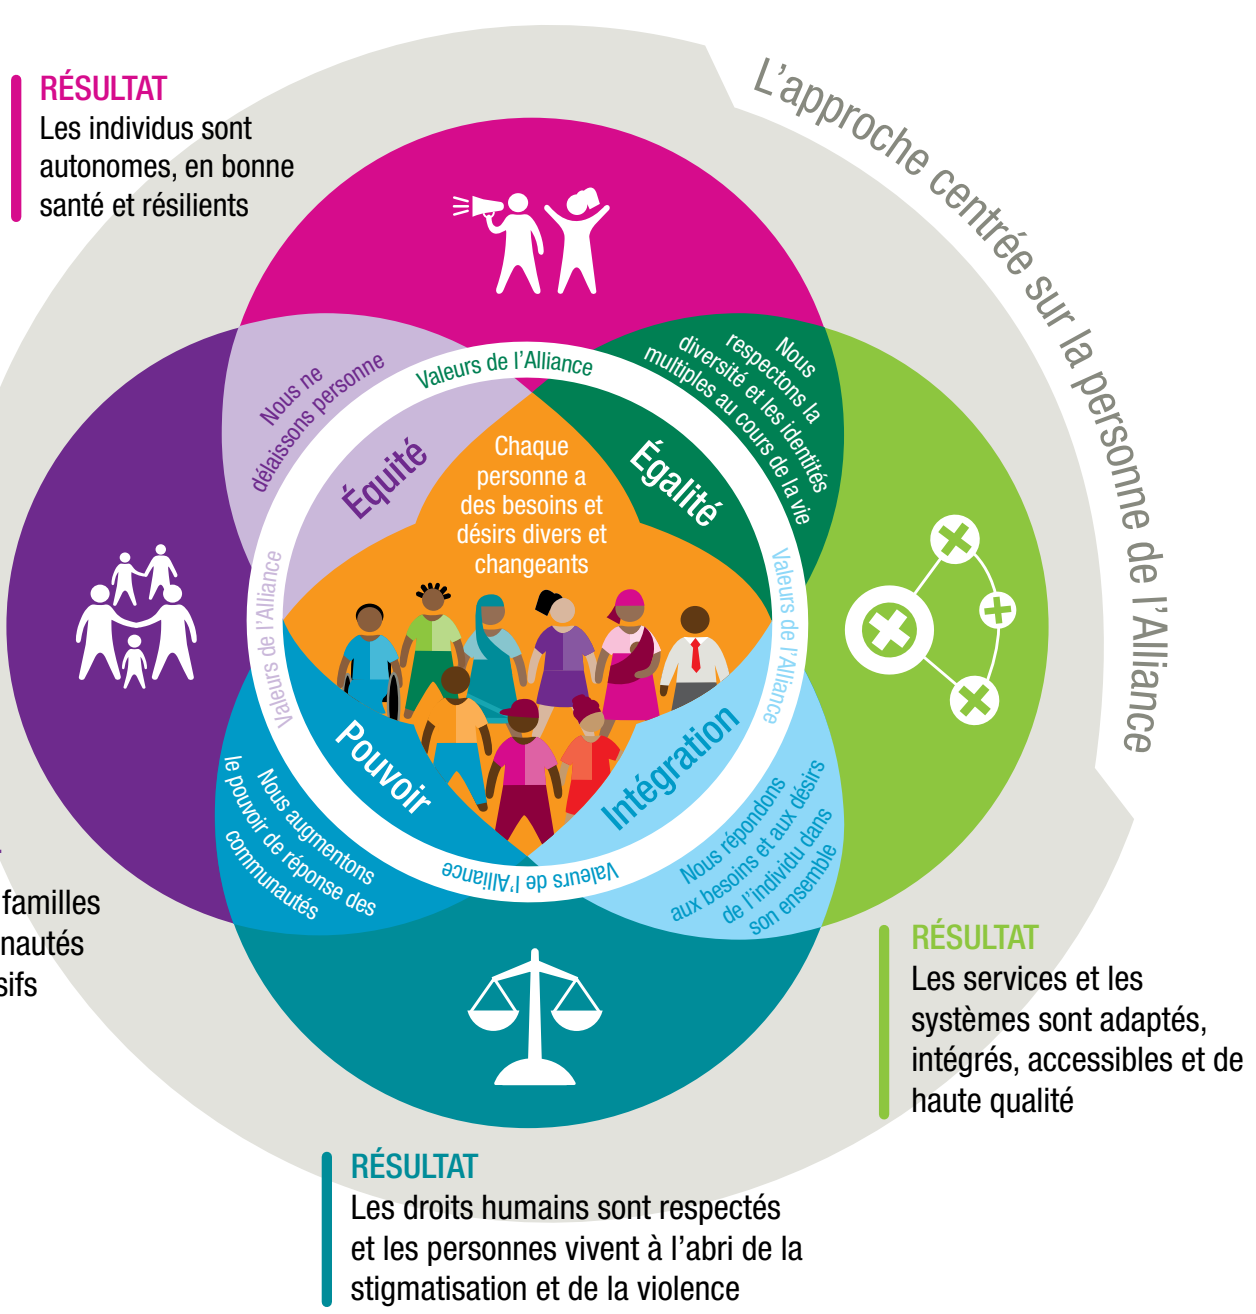 RÉSULTAT
Les individus sont
autonomes, en bonne
santé et résilients
L'approche centrée sur la personne de l'Alliance
Valeurs de l'Alliance
Nous ne
délaissons personne
Équité
Nous
respectons la
diversité et les identités
multiples au cours de la vie
Égalité
Chaque
personne a
des besoins et
désirs divers et
changeants
Valeurs de l'Alliance
Valeurs de l'Alliance
Pouvoir
Nous augmentons
le pouvoir de réponse des
communautés
Intégration
Nous répondons
aux besoins et aux désirs
de l'individu dans
son ensemble
Valeurs de l'Alliance
familles
nautés
sifs
RÉSULTAT
Les services et les
systèmes sont adaptés,
intégrés, accessibles et de
haute qualité
RÉSULTAT
Les droits humains sont respectés
et les personnes vivent à l'abri de la
stigmatisation et de la violence